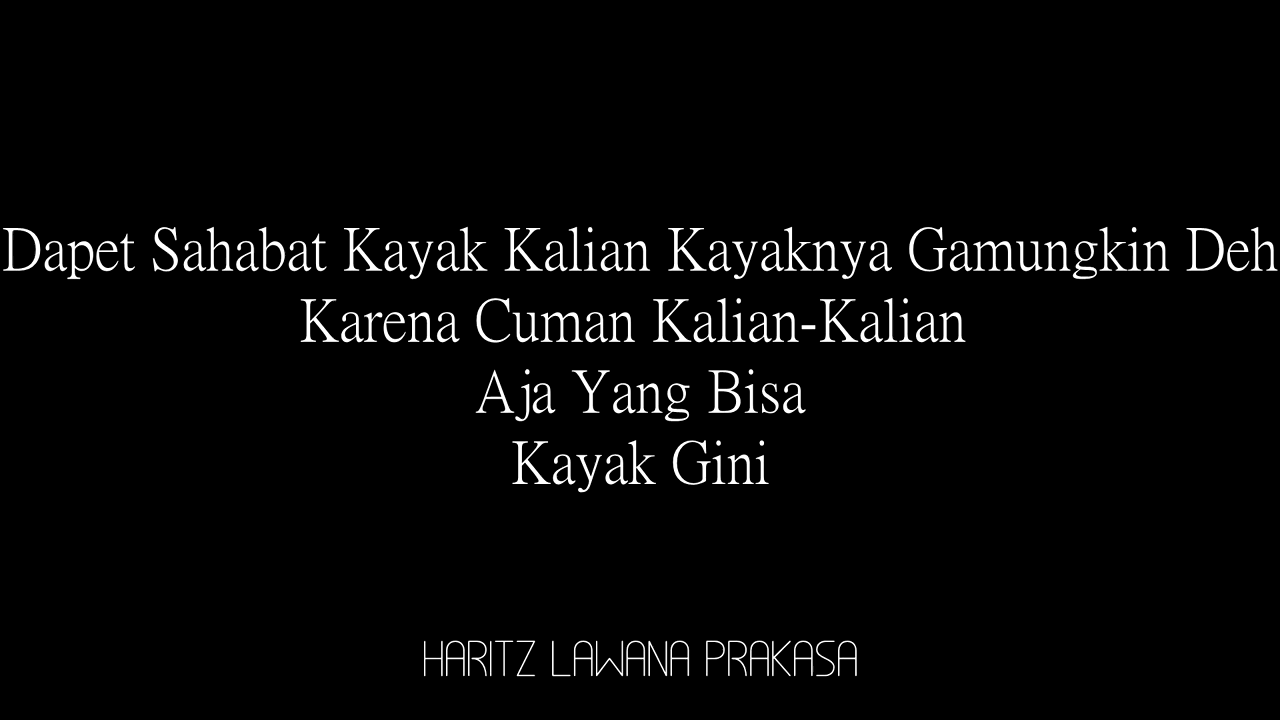 Dapet Sahabat Kayak Kalian Kayaknya Gamungkin Deh
Karena Cuman Kalian-Kalian
Aja Yang Bisa
Kayak Gini
HARITZ LAWANA PRAKASA